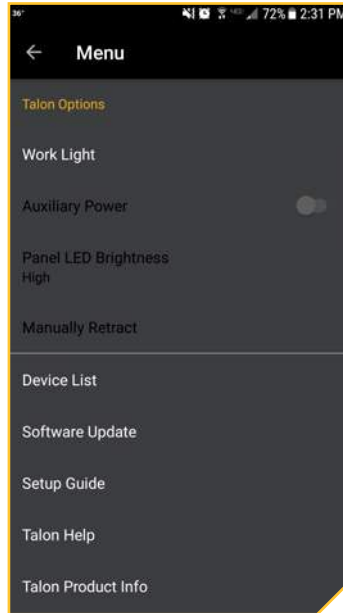 36°
72% 2:31 PM
Menu
Talon Options
Work Light
Auxiliary Power
Panel LED Brightness
High
Manually Retract
Device List
Software Update
Setup Guide
Talon Help
Talon Product Info